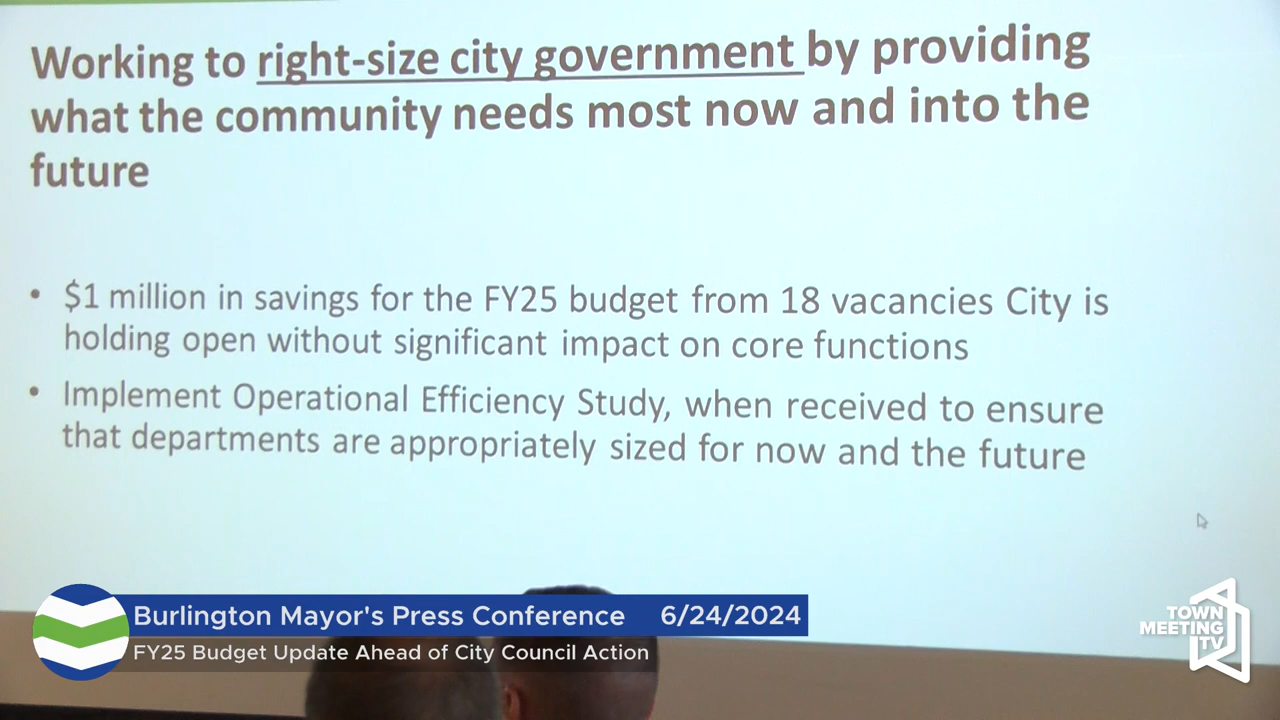 Working to right-size city government by providing
what the community needs most now and into the
future
• $1 million in savings for the FY25 budget from 18 vacancies City is
holding open without significant impact on core functions
• Implement Operational Efficiency Study, when received to ensure
that departments are appropriately sized for now and the future
Burlington Mayor's Press Conference 6/24/2024
FY25 Budget Update Ahead of City Council Action
TOWN
MEETING
TV